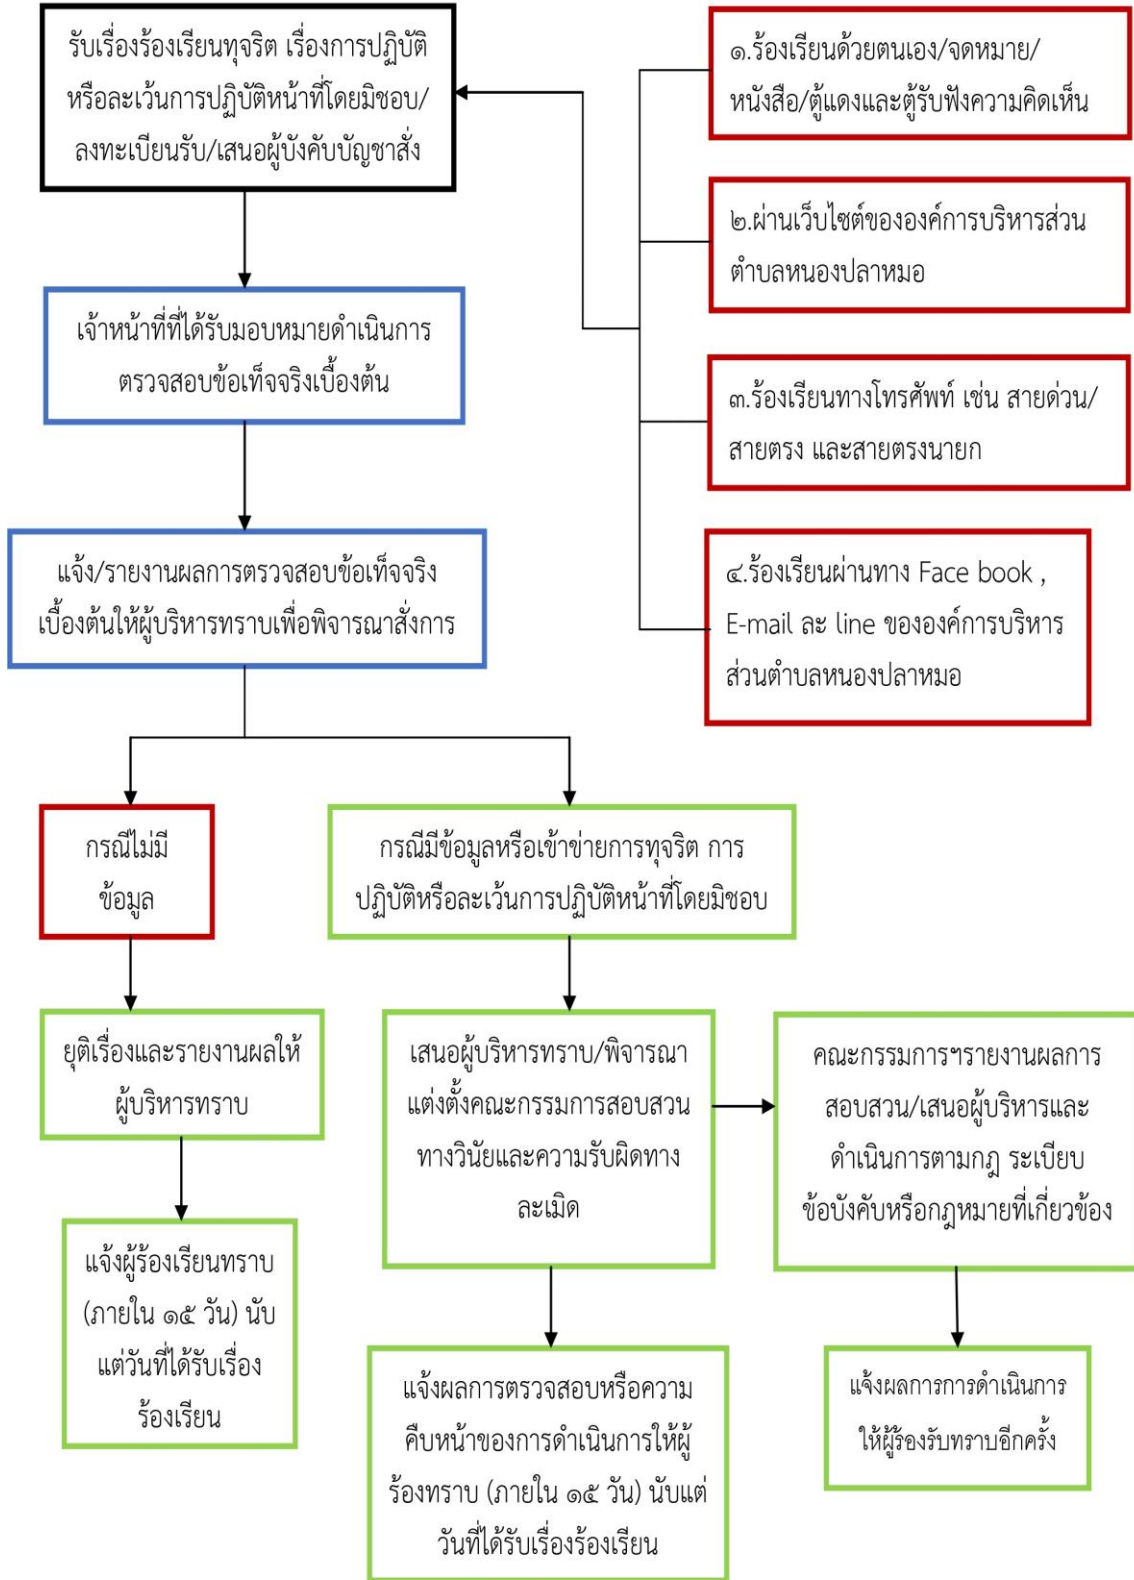 รับเรื่องร้องเรียนทุจริต เรื่องการปฏิบัติ
หรือละเว้นการปฏิบัติหน้าที่โดยมิชอบ/
ลงทะเบียนรับ/เสนอผู้บังคับบัญชาสั่ง
๑.ร้องเรียนด้วยตนเอง/จดหมาย/
หนังสือ/ตู้แดงและตู้รับฟังความคิดเห็น
๒.ผ่านเว็บไซต์ขององค์การบริหารส่วน
ตำบลหนองปลาหมอ
๓.ร้องเรียนทางโทรศัพท์ เช่น สายด่วน/
สายตรง และสายตรงนายก
๔.ร้องเรียนผ่านทาง Face book ,
E-mail ละ line ขององค์การบริหาร
ส่วนตำบลหนองปลาหมอ
เจ้าหน้าที่ที่ได้รับมอบหมายดำเนินการ
ตรวจสอบข้อเท็จจริงเบื้องต้น
แจ้ง/รายงานผลการตรวจสอบข้อเท็จจริง
เบื้องต้นให้ผู้บริหารทราบเพื่อพิจารณาสั่งการ
กรณีไม่มี
ข้อมูล
กรณีมีข้อมูลหรือเข้าข่ายการทุจริต การ
ปฏิบัติหรือละเว้นการปฏิบัติหน้าที่โดยมิชอบ
ยุติเรื่องและรายงานผลให้
ผู้บริหารทราบ
เสนอผู้บริหารทราบ/พิจารณา
แต่งตั้งคณะกรรมการสอบสวน
ทางวินัยและความรับผิดทาง
ละเมิด
คณะกรรมการฯรายงานผลการ
สอบสวน/เสนอผู้บริหารและ
ดำเนินการตามกฎ ระเบียบ
ข้อบังคับหรือกฎหมายที่เกี่ยวข้อง
แจ้งผู้ร้องเรียนทราบ
(ภายใน ๑๕ วัน) นับ
แต่วันที่ได้รับเรื่อง
ร้องเรียน
แจ้งผลการตรวจสอบหรือความ
คืบหน้าของการดำเนินการให้ผู้
ร้องทราบ (ภายใน ๑๕ วัน) นับแต่
วันที่ได้รับเรื่องร้องเรียน
แจ้งผลการการดำเนินการ
ให้ผู้ร้องรับทราบอีกครั้ง